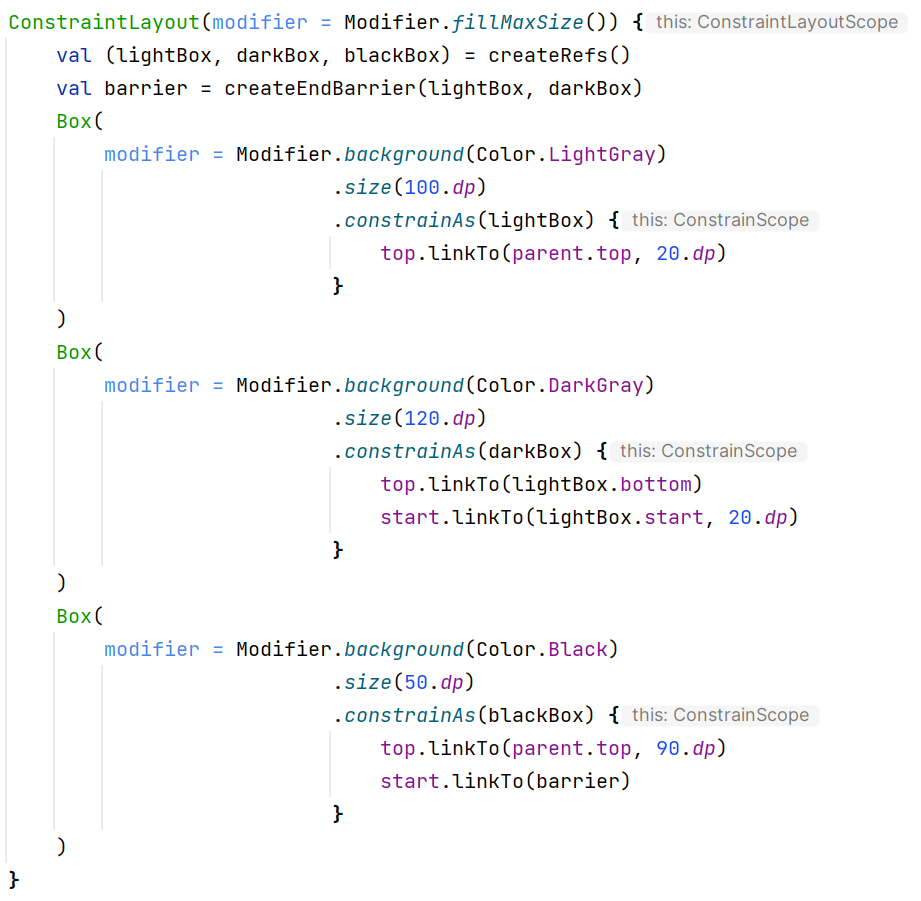 ConstraintLayout(modifier = Modifier.fillMaxSize()) { this: ConstraintLayoutScope
    val (lightBox, darkBox, blackBox) = createRefs()
    val barrier = createEndBarrier(lightBox, darkBox)
    Box(
        modifier = Modifier.background(Color.LightGray)
                           .size(100.dp)
                           .constrainAs(lightBox) { this: ConstrainScope
                               top.linkTo(parent.top, 20.dp)
                           }
    )
    Box(
        modifier = Modifier.background(Color.DarkGray)
                           .size(120.dp)
                           .constrainAs(darkBox) { this: ConstrainScope
                               top.linkTo(lightBox.bottom)
                               start.linkTo(lightBox.start, 20.dp)
                           }
    )
    Box(
        modifier = Modifier.background(Color.Black)
                           .size(50.dp)
                           .constrainAs(blackBox) { this: ConstrainScope
                               top.linkTo(parent.top, 90.dp)
                               start.linkTo(barrier)
                           }
    )
}